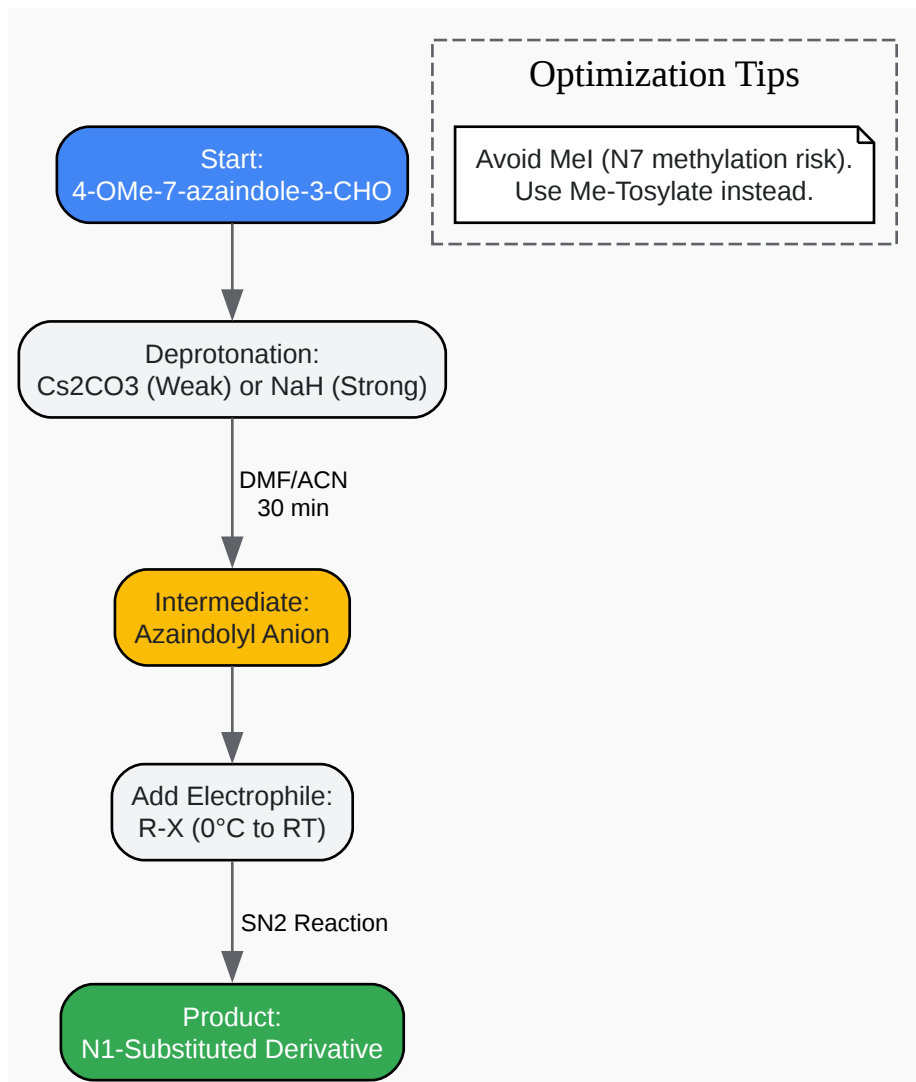 Optimization Tips
Avoid MeI (N7 methylation risk).
Use Me-Tosylate instead.
Start:
4-OMe-7-azaindole-3-CHO
Deprotonation:
Cs2CO3 (Weak) or NaH (Strong)
DMF/ACN
30 min
Intermediate:
Azaindolyl Anion
Add Electrophile:
R-X (0°C to RT)
SN2 Reaction
Product:
N1-Substituted Derivative